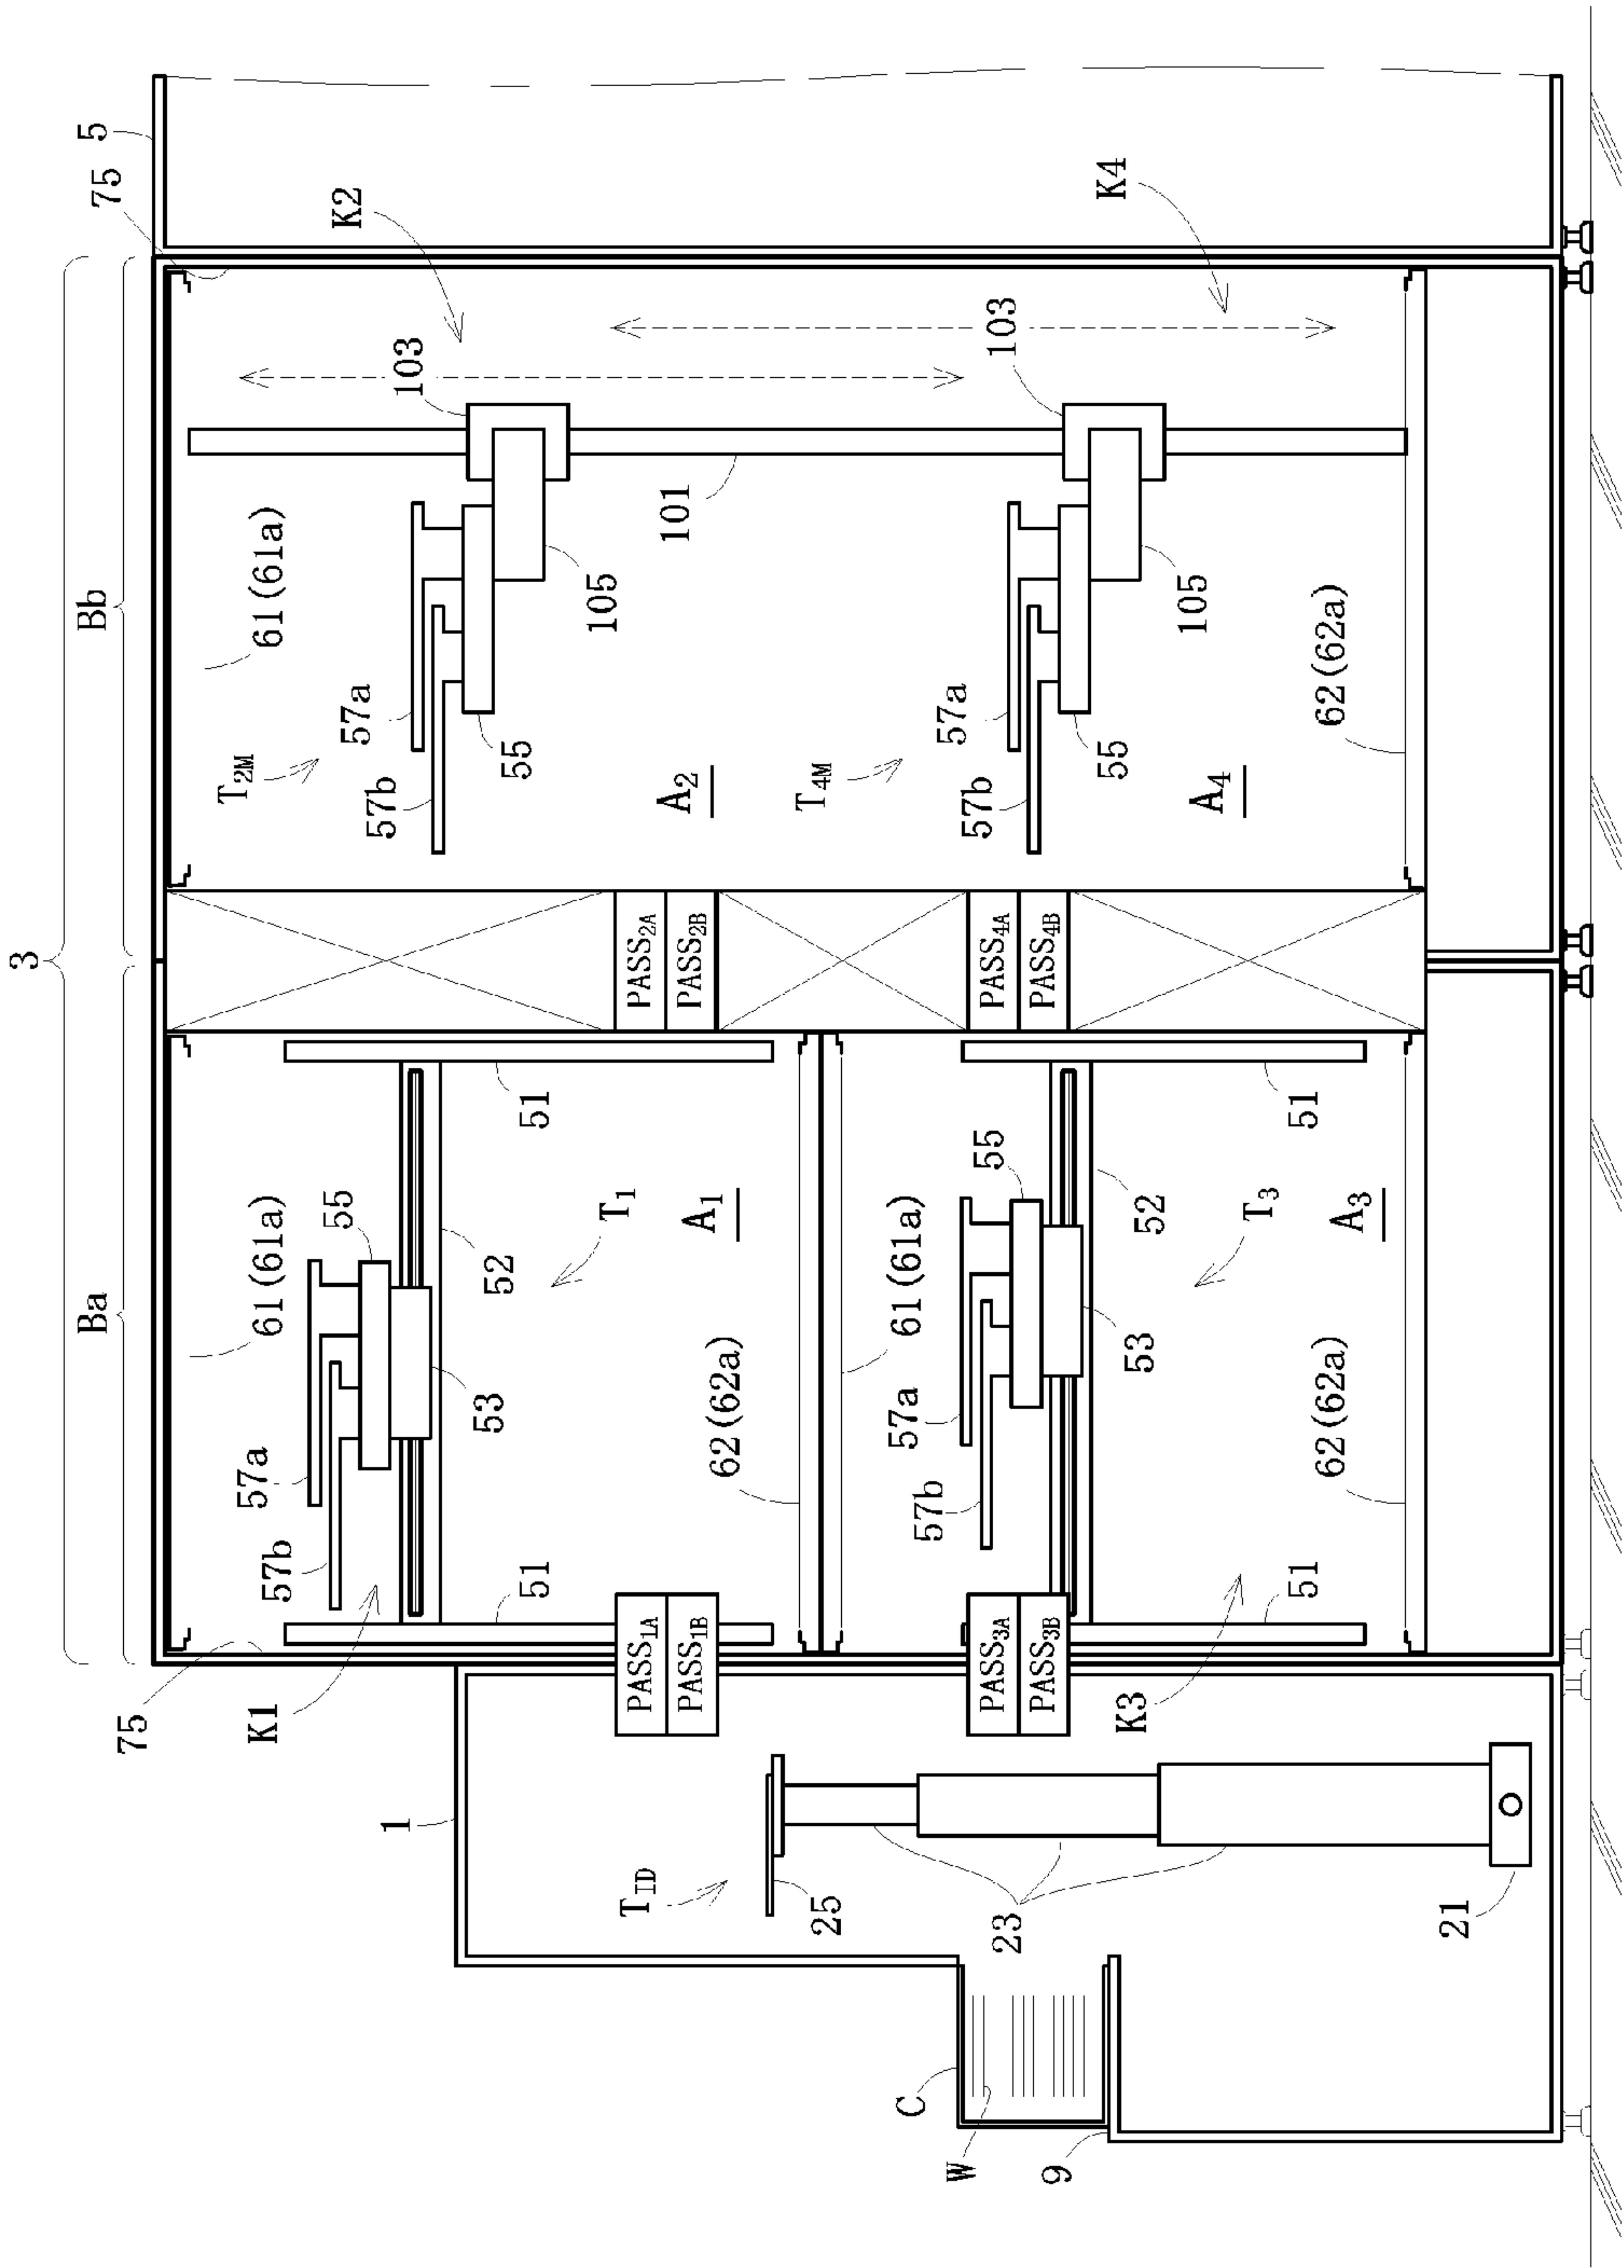 3
Ba
Bb
5
75
75
K1
57b
57a
61(61a)
55
T2M
61(61a)
K2
57b
57a
103
1
53
52
51
51
55
105
T1
TID
PASS1A
PASS1B
PASS2A
PASS2B
62(62a)
A1
A2
101
25
T4M
C
57b
57a
61(61a)
55
W
PASS3A
PASS3B
PASS4A
PASS4B
57b
57a
103
23
9
K3
53
52
55
K4
105
T3
A3
A4
51
51
62(62a)
62(62a)
21